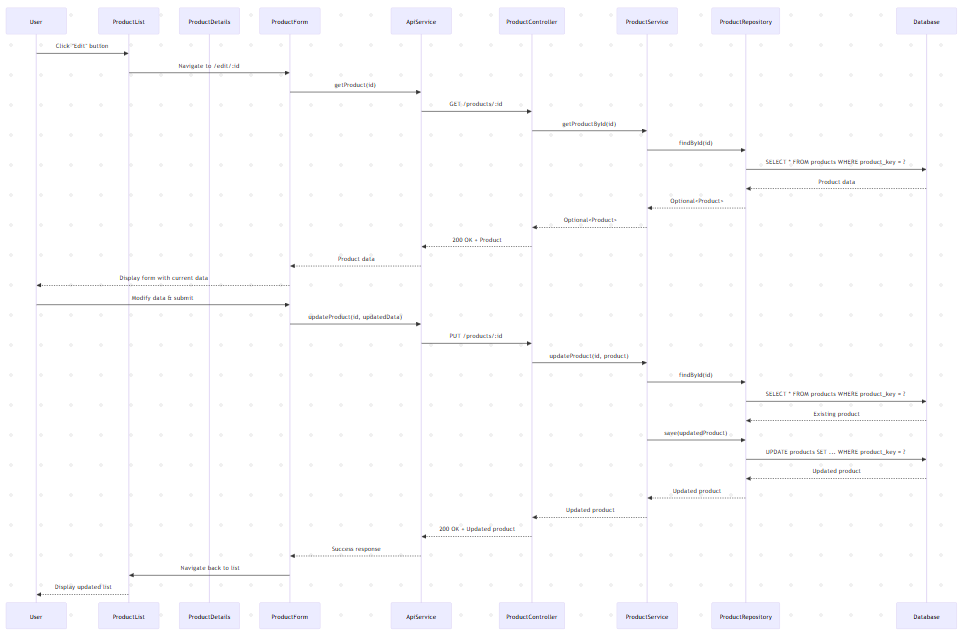 User ProductList ProductDetails ProductForm ApiService ProductController ProductService ProductRepository Database
Click "Edit" button
Navigate to /edit/:id
getProduct(id)
GET /products/:id
getProductById(id)
findById(id)
SELECT * FROM products WHERE product_key = ?
Product data
Optional<Product>
Optional<Product>
200 OK + Product
Product data
Display form with current data
Modify data & submit
updateProduct(id, updatedData)
PUT /products/:id
updateProduct(id, product)
findById(id)
SELECT * FROM products WHERE product_key = ?
Existing product
save(updatedProduct)
UPDATE products SET ... WHERE product_key = ?
Updated product
Updated product
Updated product
200 OK + Updated product
Success response
Navigate back to list
Display updated list
User ProductList ProductDetails ProductForm ApiService ProductController ProductService ProductRepository Database